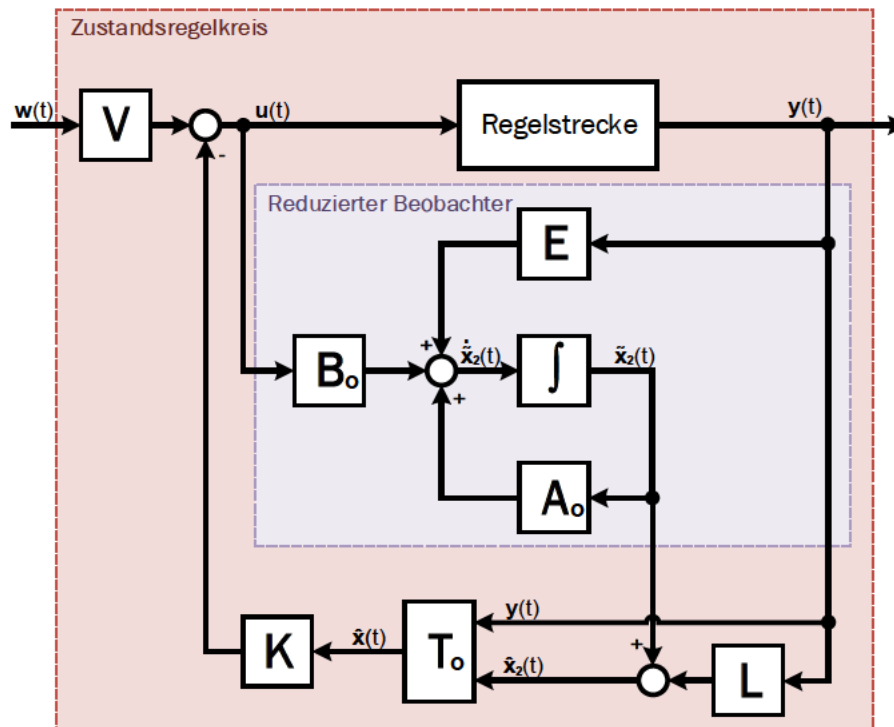 Zustandsregelkreis
w(t)
V
-
u(t)
Regelstrecke
y(t)
Reduzierter Beobachter
E
+
B₀
x̃̇₂(t)
∫
x̃₂(t)
+
A₀
y(t)
K
x̂(t)
T₀
x̂₂(t)
+
L